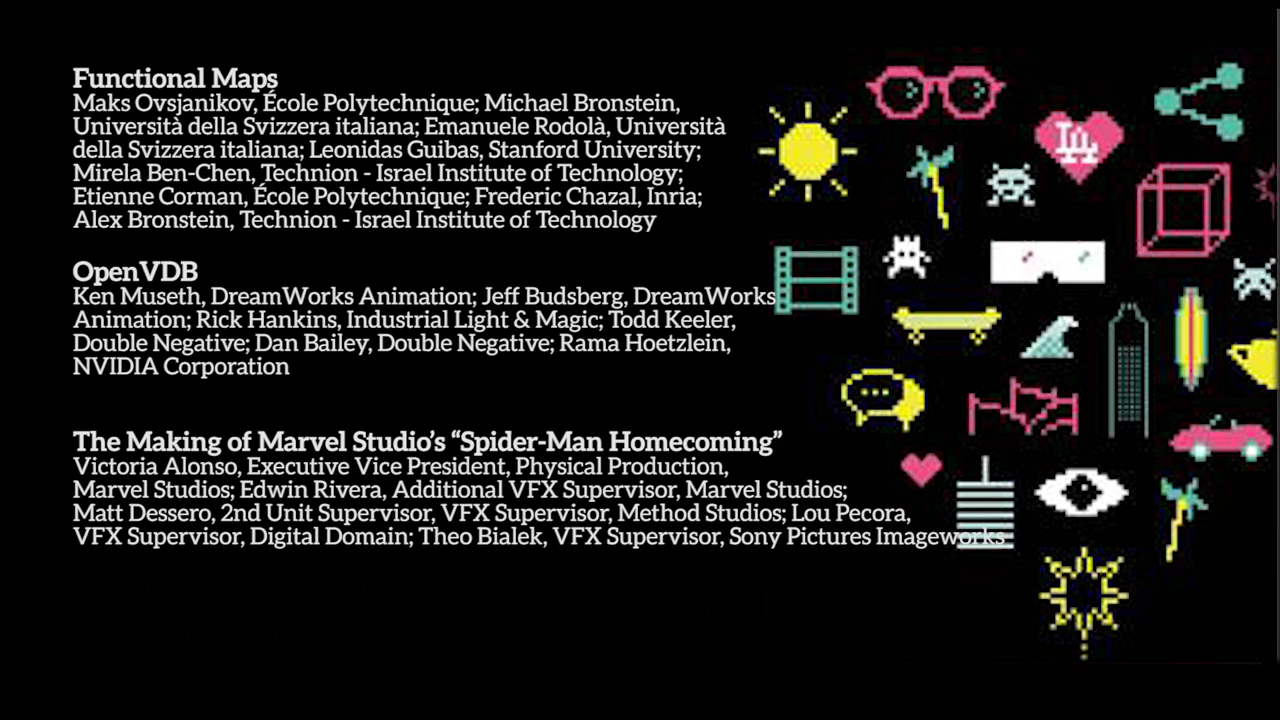 Functional Maps
Maks Ovsjanikov, École Polytechnique; Michael Bronstein,
Università della Svizzera italiana; Emanuele Rodolà, Università
della Svizzera italiana; Leonidas Guibas, Stanford University;
Mirela Ben-Chen, Technion - Israel Institute of Technology;
Etienne Corman, École Polytechnique; Frederic Chazal, Inria;
Alex Bronstein, Technion - Israel Institute of Technology
OpenVDB
Ken Museth, DreamWorks Animation; Jeff Budsberg, DreamWorks
Animation; Rick Hankins, Industrial Light & Magic; Todd Keeler,
Double Negative; Dan Bailey, Double Negative; Rama Hoetzlein,
NVIDIA Corporation
The Making of Marvel Studio’s “Spider-Man Homecoming”
Victoria Alonso, Executive Vice President, Physical Production,
Marvel Studios; Edwin Rivera, Additional VFX Supervisor, Marvel Studios;
Matt Dessero, 2nd Unit Supervisor, VFX Supervisor, Method Studios; Lou Pecora,
VFX Supervisor, Digital Domain; Theo Bialek, VFX Supervisor, Sony Pictures Imageworks
LA